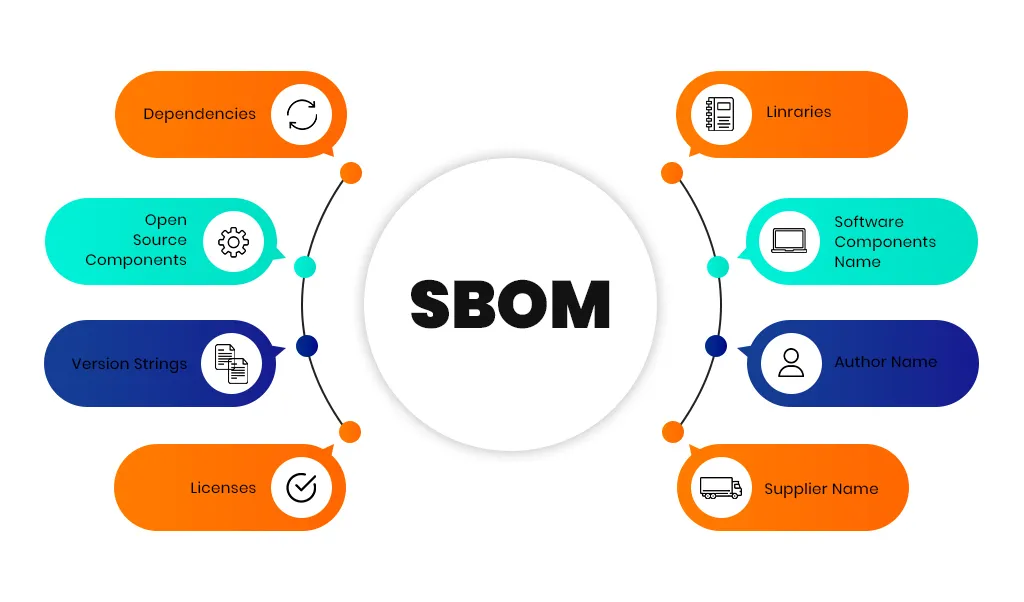 Dependencies
Open
Source
Components
Version Strings
Licenses
SBOM
Linraries
Software
Components
Name
Author Name
Supplier Name